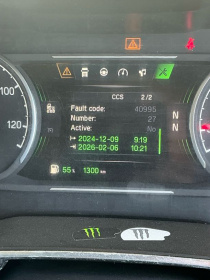 CCS 2/2
Fault code: 40995
Number: 27
Active: No
2024-12-09 9:19
2026-02-06 10:21
55 % 1300 km
100
120
N
N